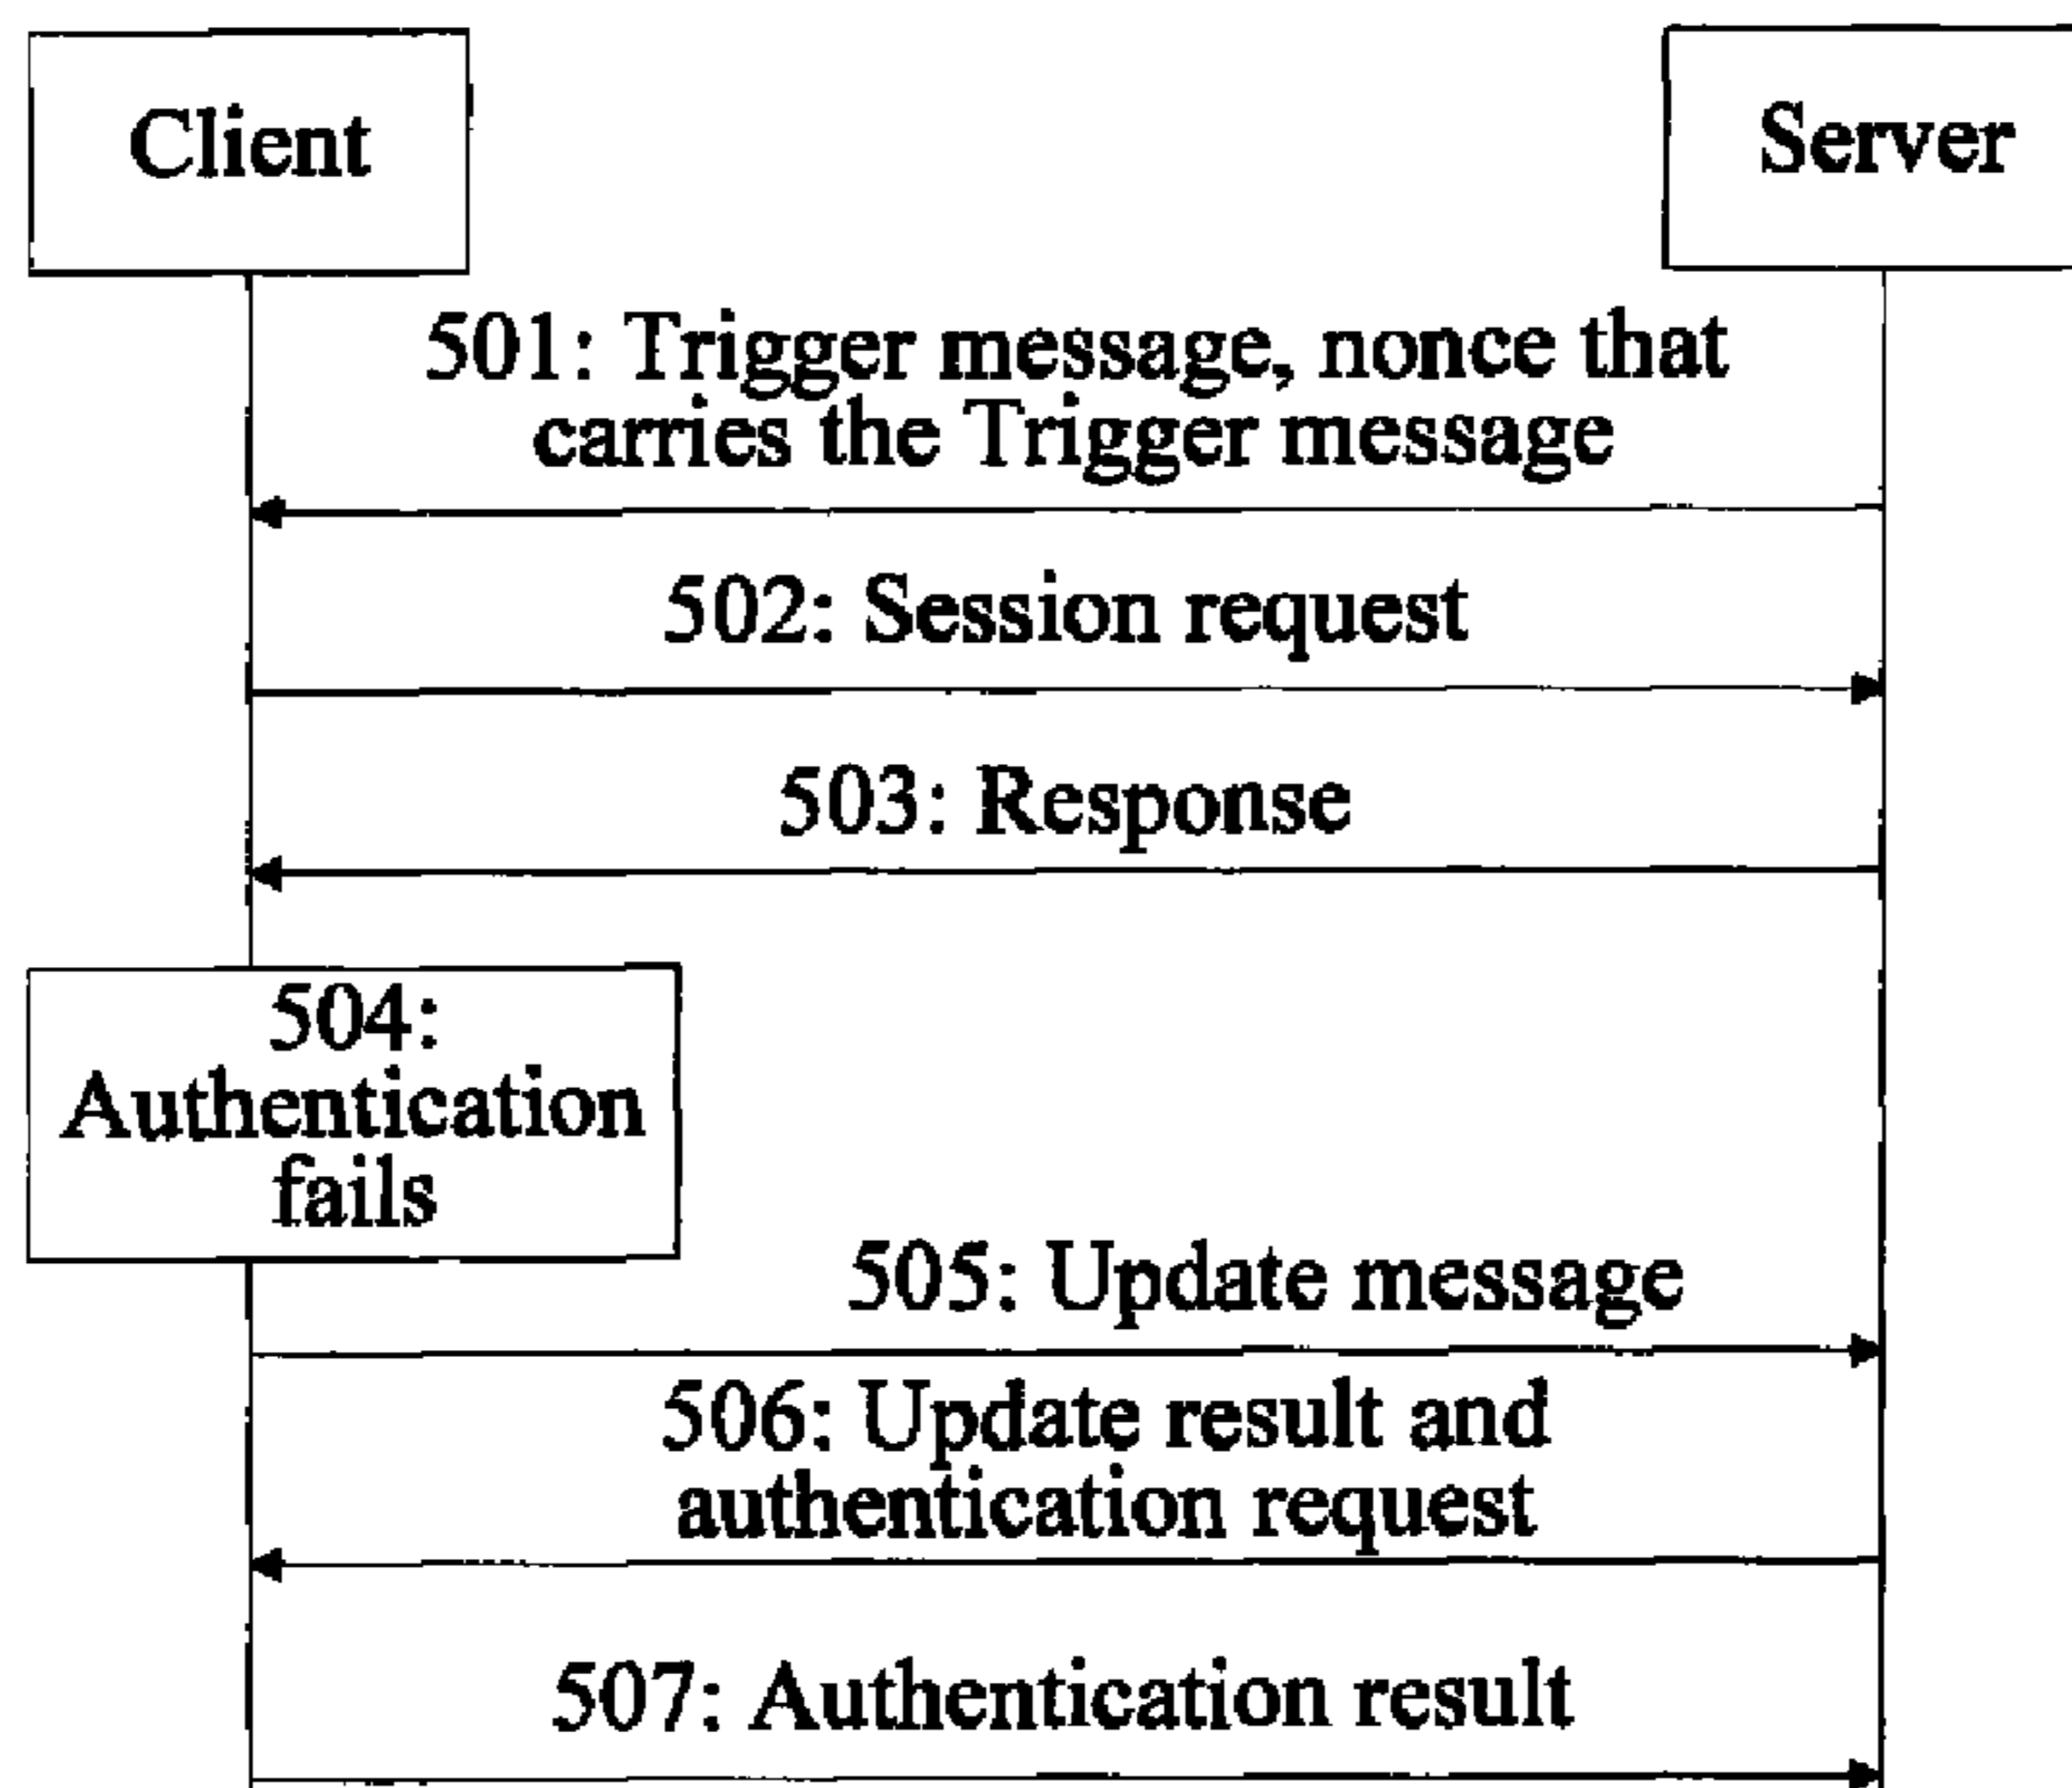 Client
Server
501: Trigger message, nonce that
carries the Trigger message
502: Session request
503: Response
504:
Authentication
fails
505: Update message
506: Update result and
authentication request
507: Authentication result